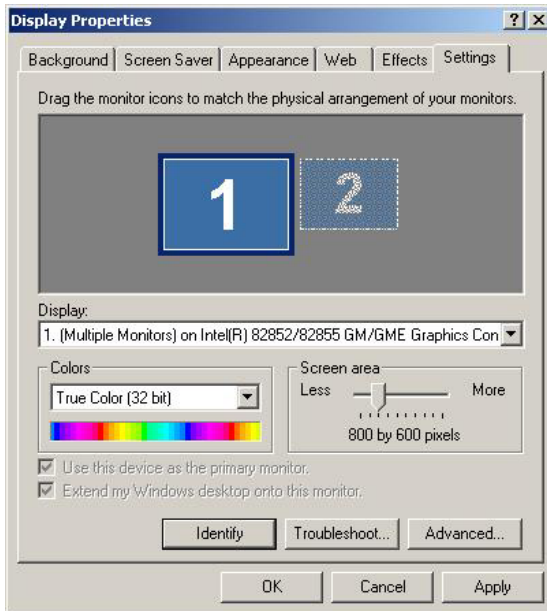 Display Properties
Background Screen Saver Appearance Web Effects Settings
Drag the monitor icons to match the physical arrangement of your monitors.
1 2
Display:
1. (Multiple Monitors) on Intel(R) 82852/82855 GM/GME Graphics Con
Colors
True Color (32 bit)
Screen area
Less More
800 by 600 pixels
Use this device as the primary monitor.
Extend my Windows desktop onto this monitor.
Identify Troubleshoot... Advanced...
OK Cancel Apply